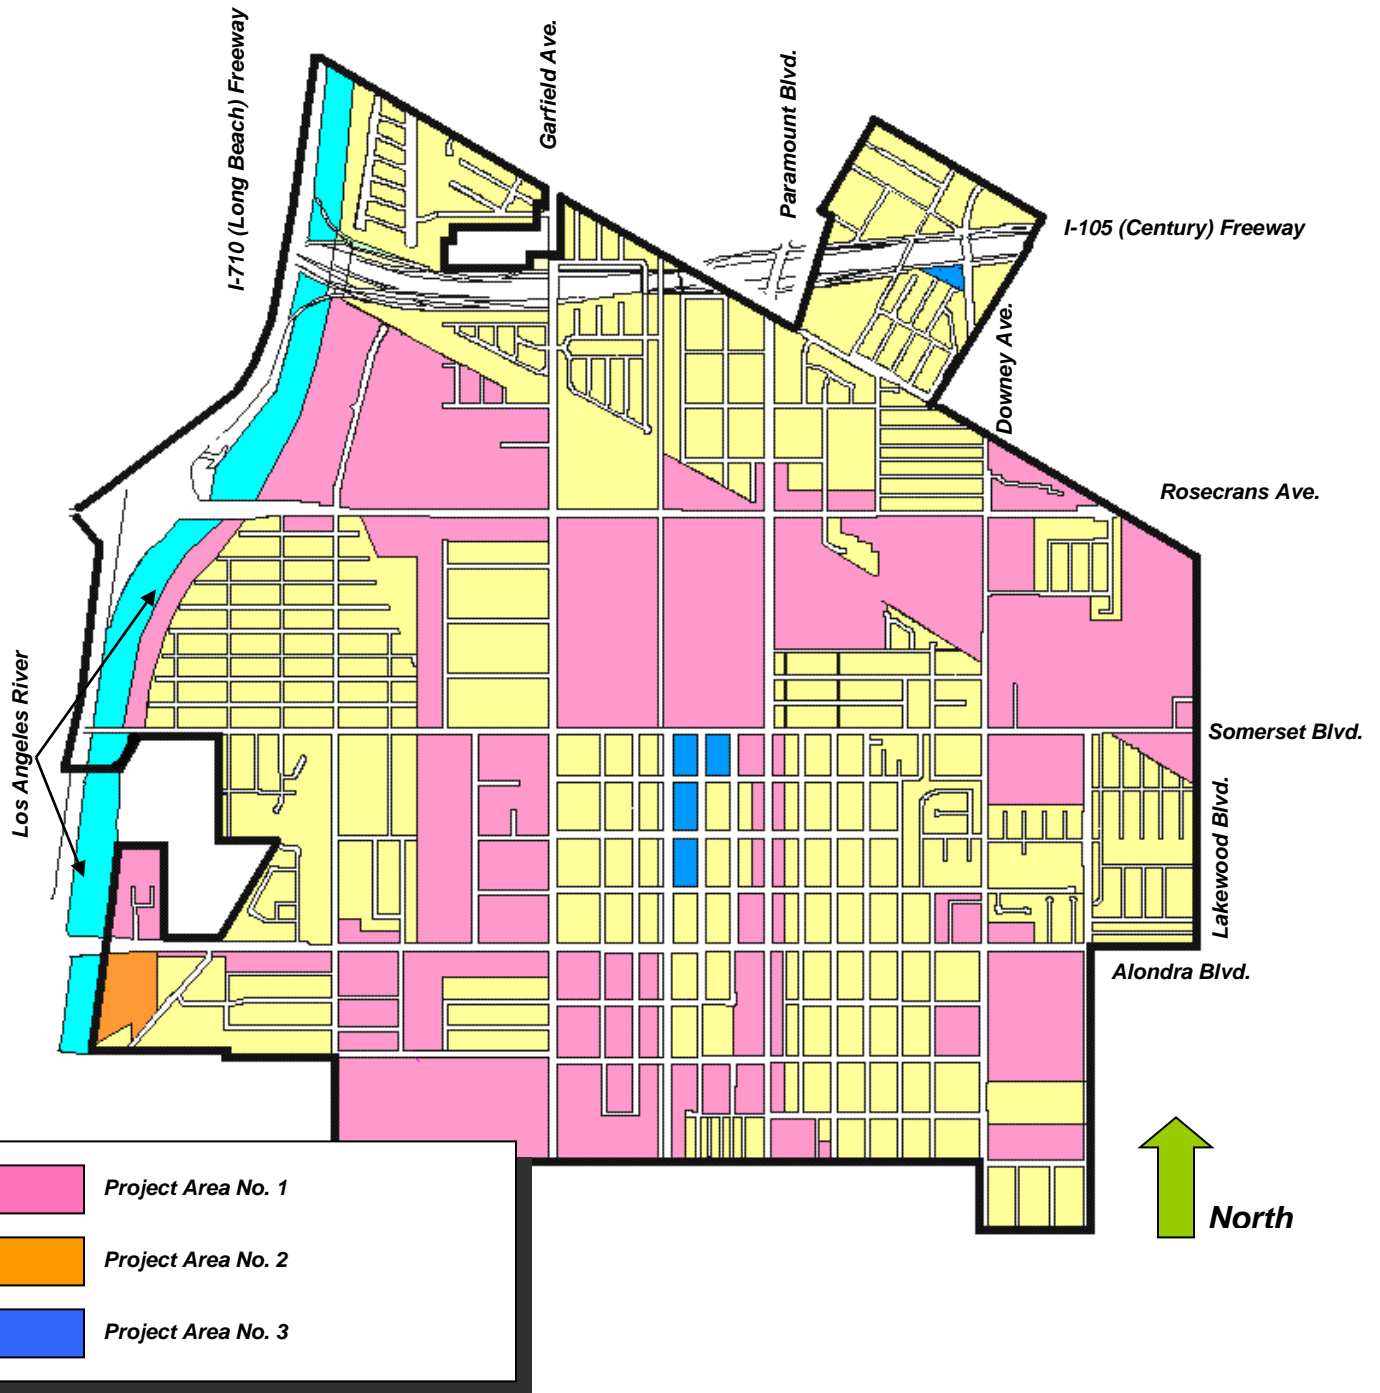 I-710 (Long Beach) Freeway
Garfield Ave.
Paramount Blvd.
I-105 (Century) Freeway
Downey Ave.
Rosecrans Ave.
Los Angeles River
Somerset Blvd.
Lakewood Blvd.
Alondra Blvd.
North
Project Area No. 1
Project Area No. 2
Project Area No. 3